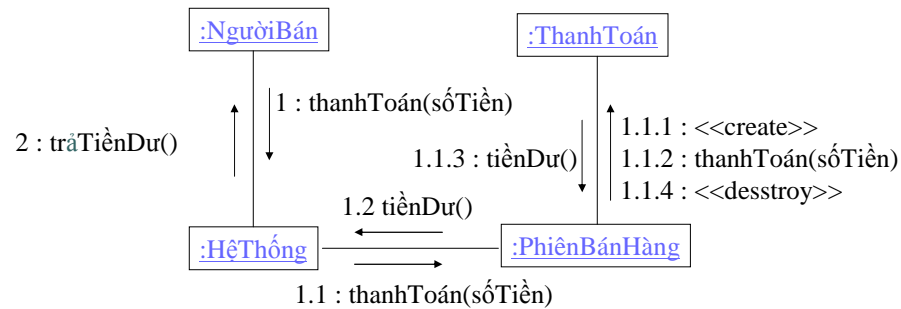 :NgườiBán
:ThanhToán
1 : thanhToán(sốTiền)
2 : trảTiềnDư()
1.1.1 : <<create>>
1.1.3 : tiềnDư()
1.1.2 : thanhToán(sốTiền)
1.1.4 : <<desstroy>>
1.2 tiềnDư()
:HệThống
:PhiênBánHàng
1.1 : thanhToán(sốTiền)